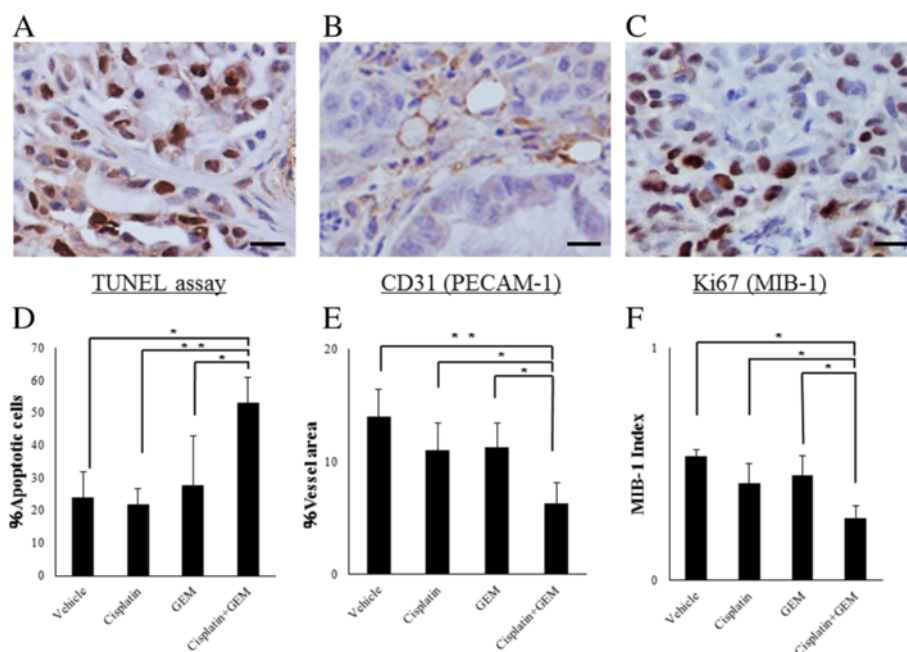 A
B
C
TUNEL assay
CD31 (PECAM-1)
Ki67 (MIB-1)
D
%Apoptotic cells
70
60
50
40
30
20
10
0
*
* *
*
Vehicle
Cisplatin
GEM
Cisplatin+GEM
E
%Vessel area
20
10
0
* *
*
*
Vehicle
Cisplatin
GEM
Cisplatin+GEM
F
MIB-1 Index
1
0
*
*
*
Vehicle
Cisplatin
GEM
Cisplatin+GEM